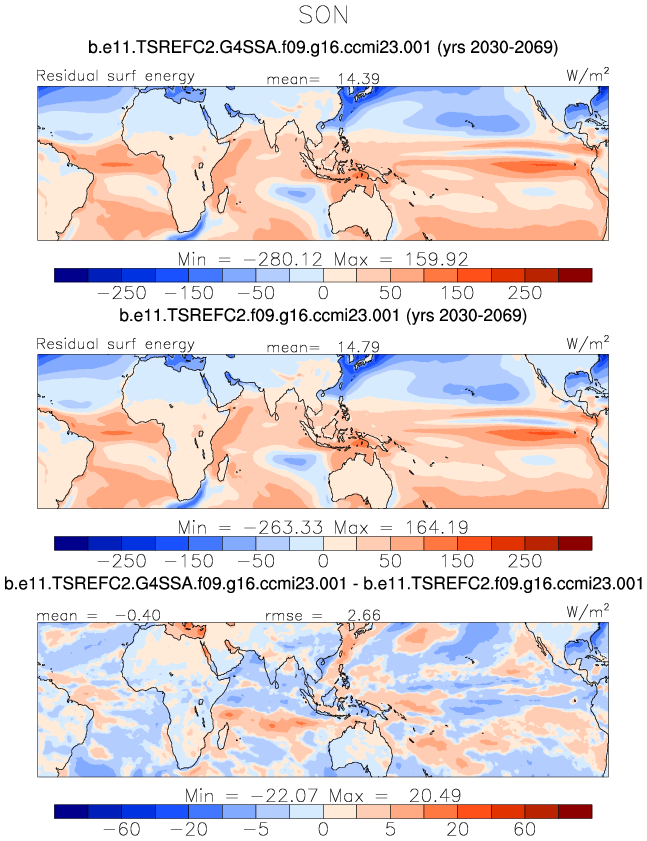 SON
b.e11.TSREFC2.G4SSA.f09.g16.ccmi23.001 (yrs 2030-2069)
Residual surf energy mean= 14.39 W/m²
Min = −280.12 Max = 159.92
−250 −150 −50 0 50 150 250
b.e11.TSREFC2.f09.g16.ccmi23.001 (yrs 2030-2069)
Residual surf energy mean= 14.79 W/m²
Min = −263.33 Max = 164.19
−250 −150 −50 0 50 150 250
b.e11.TSREFC2.G4SSA.f09.g16.ccmi23.001 - b.e11.TSREFC2.f09.g16.ccmi23.001
mean = −0.40 rmse = 2.66 W/m²
Min = −22.07 Max = 20.49
−60 −20 −5 0 5 20 60